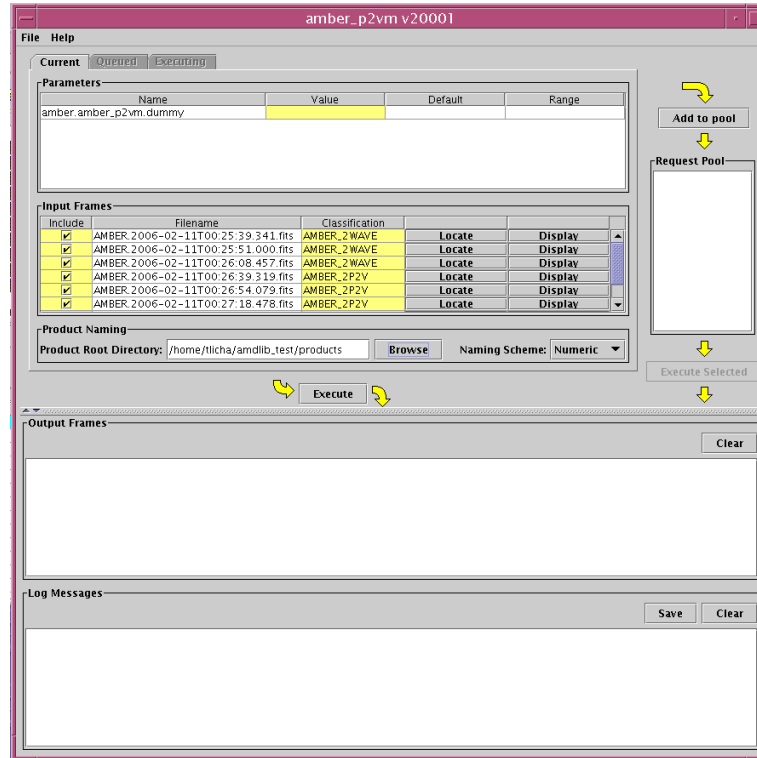 amber_p2vm v20001
File Help
Current Queued Executing
Parameters
Name Value Default Range
amber.amber_p2vm.dummy
Add to pool
Request Pool
Input Frames
Include Filename Classification
AMBER.2006-02-11T00:25:39.341.fits AMBER_2WAVE Locate Display
AMBER.2006-02-11T00:25:51.000.fits AMBER_2WAVE Locate Display
AMBER.2006-02-11T00:26:08.457.fits AMBER_2WAVE Locate Display
AMBER.2006-02-11T00:26:39.319.fits AMBER_2P2V Locate Display
AMBER.2006-02-11T00:26:54.079.fits AMBER_2P2V Locate Display
AMBER.2006-02-11T00:27:18.478.fits AMBER_2P2V Locate Display
Product Naming
Product Root Directory: /home/tlicha/amdlib_test/products Browse Naming Scheme: Numeric
Execute Selected
Execute
Output Frames
Clear
Log Messages
Save Clear